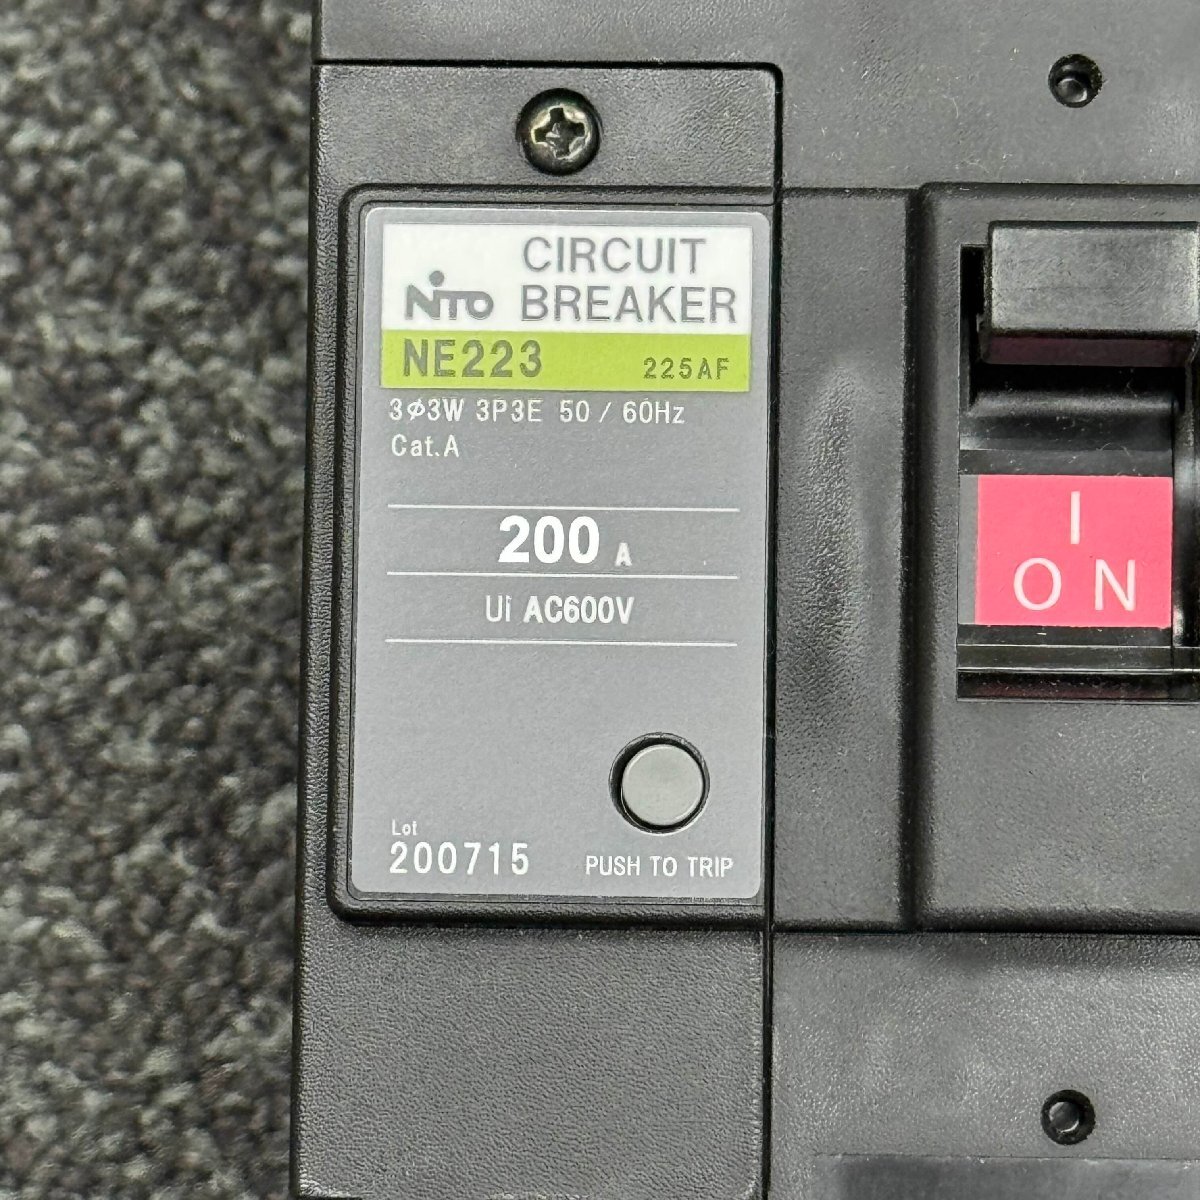 NITO
CIRCUIT
BREAKER
NE223 225AF
3φ3W 3P3E 50 / 60Hz
Cat.A
200 A
Ui AC600V
Lot
200715
PUSH TO TRIP
I
ON